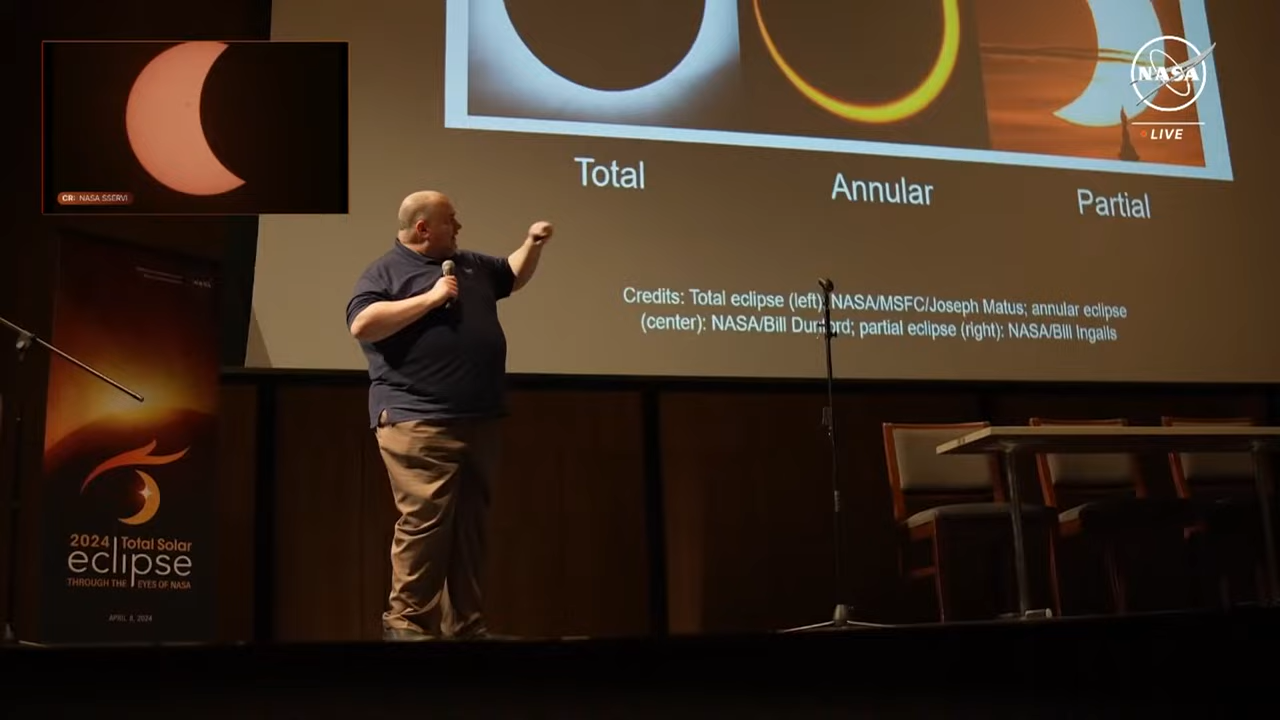 NASA
LIVE
CR: NASA SSERVI
Total
Annular
Partial
Credits: Total eclipse (left): NASA/MSFC/Joseph Matus; annular eclipse
(center): NASA/Bill Dunford; partial eclipse (right): NASA/Bill Ingalls
NASA
2024 Total Solar
eclipse
THROUGH THE EYES OF NASA
APRIL 8, 2024